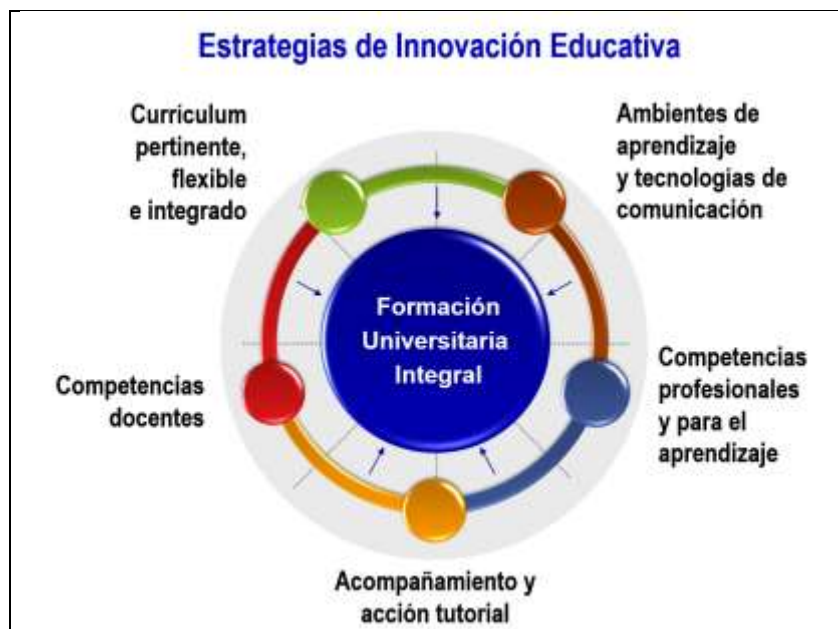 Estrategias de Innovación Educativa
Curriculum
pertinente,
flexible
e integrado
Ambientes de
aprendizaje
y tecnologías de
comunicación
Formación
Universitaria
Integral
Competencias
docentes
Competencias
profesionales
y para el
aprendizaje
Acompañamiento y
acción tutorial